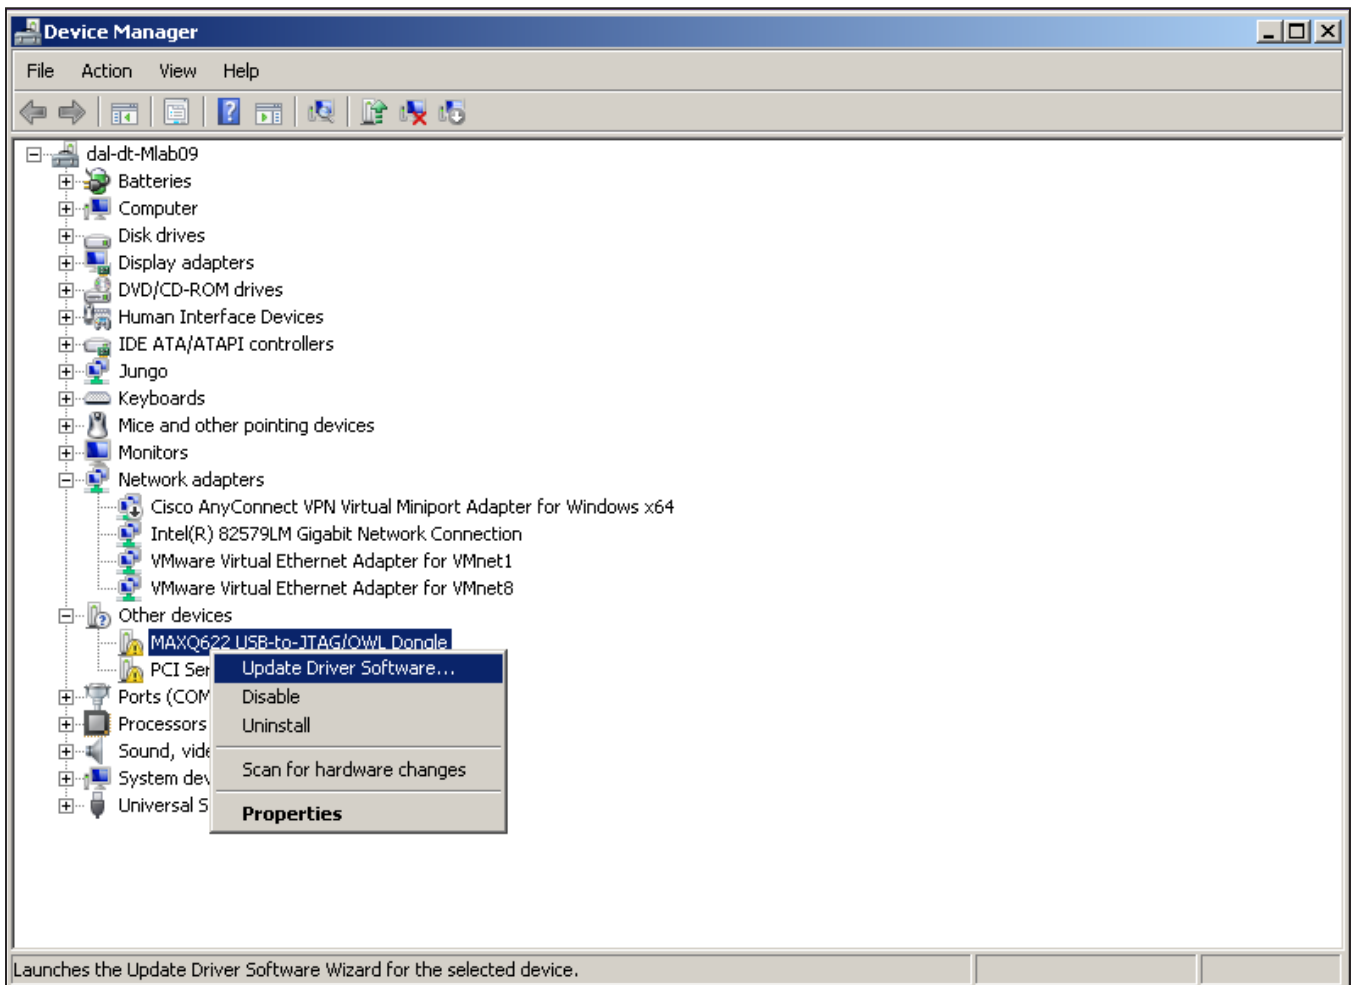 Device Manager
File Action View Help
dal-dt-Mlab09
Batteries
Computer
Disk drives
Display adapters
DVD/CD-ROM drives
Human Interface Devices
IDE ATA/ATAPI controllers
Jungo
Keyboards
Mice and other pointing devices
Monitors
Network adapters
Cisco AnyConnect VPN Virtual Miniport Adapter for Windows x64
Intel(R) 82579LM Gigabit Network Connection
VMware Virtual Ethernet Adapter for VMnet1
VMware Virtual Ethernet Adapter for VMnet8
Other devices
MAXQ622 USB-to-JTAG/OWL Dongle
PCI Ser
Update Driver Software...
Ports (COM
Disable
Processors
Uninstall
Sound, vide
Scan for hardware changes
System dev
Universal S
Properties
Launches the Update Driver Software Wizard for the selected device.